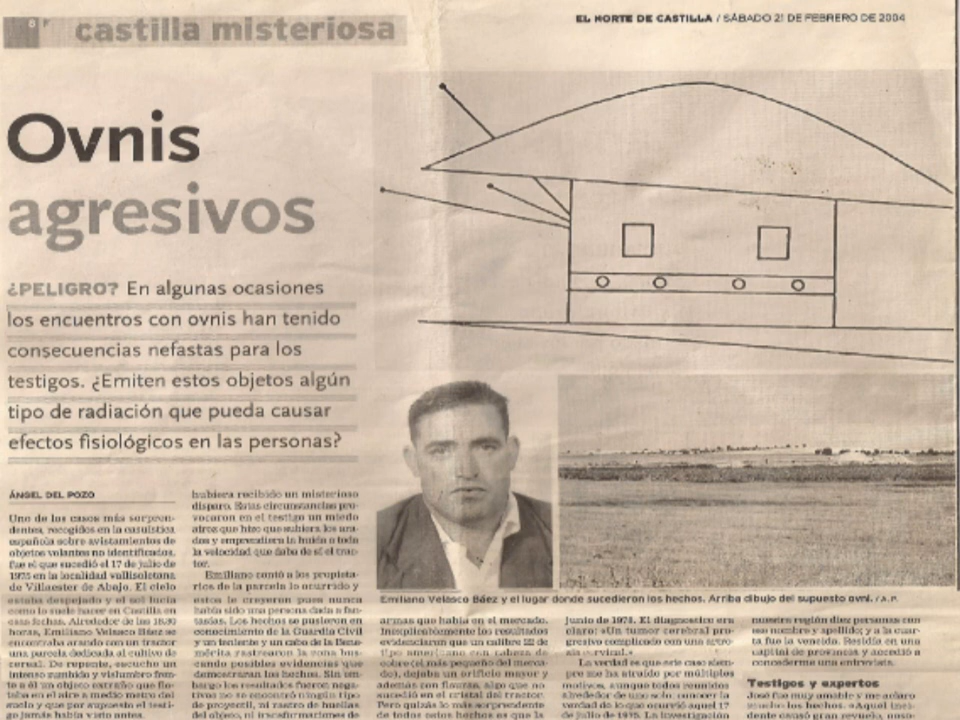 castilla misteriosa
EL NORTE DE CASTILLA / SÁBADO 21 DE FEBRERO DE 2004
Ovnis
agresivos
¿PELIGRO? En algunas ocasiones
los encuentros con ovnis han tenido
consecuencias nefastas para los
testigos. ¿Emiten estos objetos algún
tipo de radiación que pueda causar
efectos fisiológicos en las personas?
ÁNGEL DEL POZO
Uno de los casos más sorpren-
dentes, recogidos en la casuística
española sobre avistamientos de
objetos volantes no identificados,
fue el que sucedió el 17 de julio de
1975 en la localidad vallisoletana
de Villaester de Abajo. El cielo
estaba despejado y el sol lucía
como lo suele hacer en Castilla en
esas fechas. Alrededor de las
horas, Emiliano Velasco Báez se
encontraba arando con un tractor
una parcela dedicada al cultivo de
cereal. De repente, escucho un
intenso zumbido y vislumbró fren-
te a él un objeto extraño que flo-
taba en el aire a medio metro del
suelo y que por supuesto el testi-
go jamás había visto antes.
hubiera recibido un misterioso
disparo. Estas circunstancias pro-
vocaron en el testigo un miedo
atroz que hizo que subiera los ara-
dos y emprendiera la huida a toda
la velocidad que daba de sí el trac-
tor.
Emiliano contó a los propieta-
rios de la parcela lo ocurrido y
estos le creyeron pues nunca
había sido una persona dada a fan-
tasías. Los hechos se pusieron en
conocimiento de la Guardia Civil
y un teniente y un cabo de la Bene-
mérita rastrearon la zona bus-
cando posibles evidencias que
demostraran los hechos. Sin em-
bargo los resultados fueron nega-
tivos no se encontró ningún tipo
de proyectil, ni rastro de huellas
del objeto, ni transformaciones de
Emiliano Velasco Báez y el lugar donde sucedieron los hechos. Arriba dibujo del supuesto ovni. / A.P.
armas que había en el mercado.
Inexplicablemente los resultados
evidenciaron que un calibre 22 de
tipo americano con cabeza de
cobre (el más pequeño del merca-
do), dejaba un orificio mayor y
además con fisuras, algo que no
sucedió en el cristal del tractor.
Pero quizás lo más sorprendente
de todos estos hechos es que la
junio de 1978. El diagnostico era
claro: «Un tumor cerebral pro-
gresivo complicado con una
cervical.»
La verdad es que este caso siem-
pre me ha atraído por múltiples
motivos, aunque todos reunidos
alrededor de uno solo, conocer la
verdad de lo que ocurrió aquel 17
de julio de 1975. La investigación
nuestra región diez personas con
ese nombre y apellido; y a la cuar-
ta fue la vencida. Residía en una
capital de provincia y accedió a
concederme una entrevista.
Testigos y expertos
José fue muy amable y me aclaro
mucho los hechos. «Aquel inci-